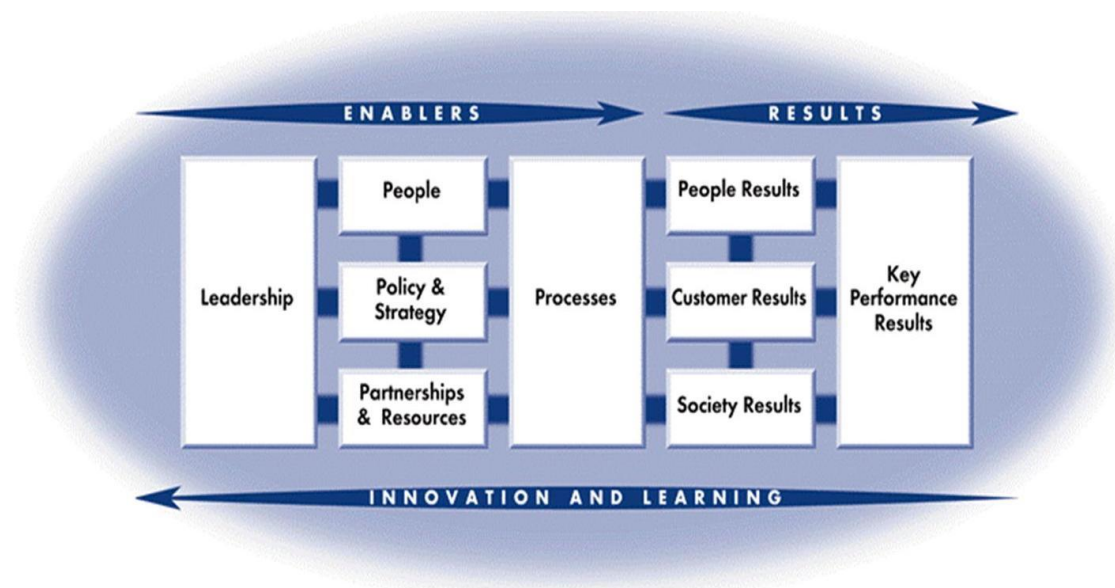 ENABLERS
RESULTS
People
People Results
Leadership
Policy &
Strategy
Processes
Customer Results
Key
Performance
Results
Partnerships
& Resources
Society Results
INNOVATION AND LEARNING